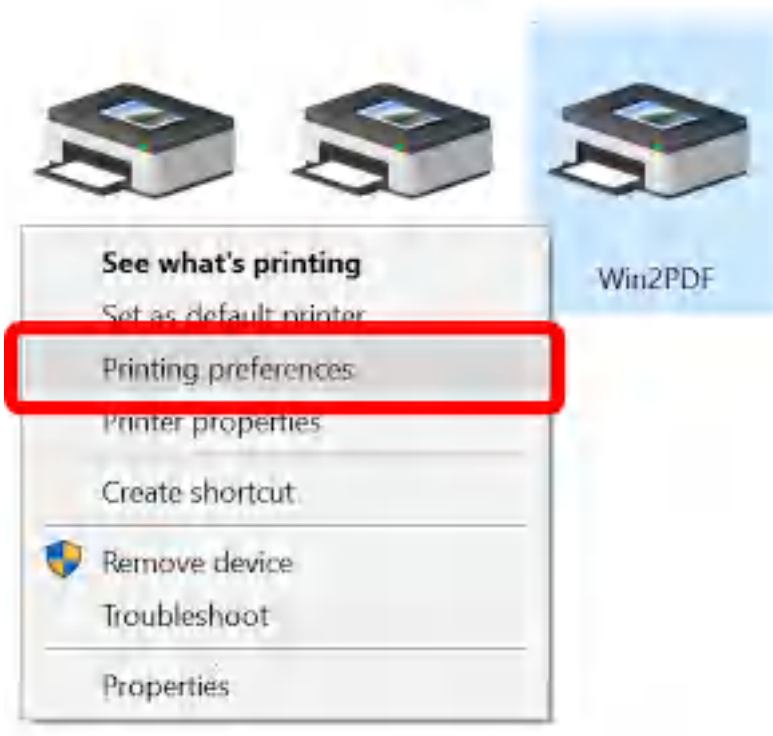 Win2PDF
See what's printing
Set as default printer
Printing preferences
Printer properties
Create shortcut
Remove device
Troubleshoot
Properties